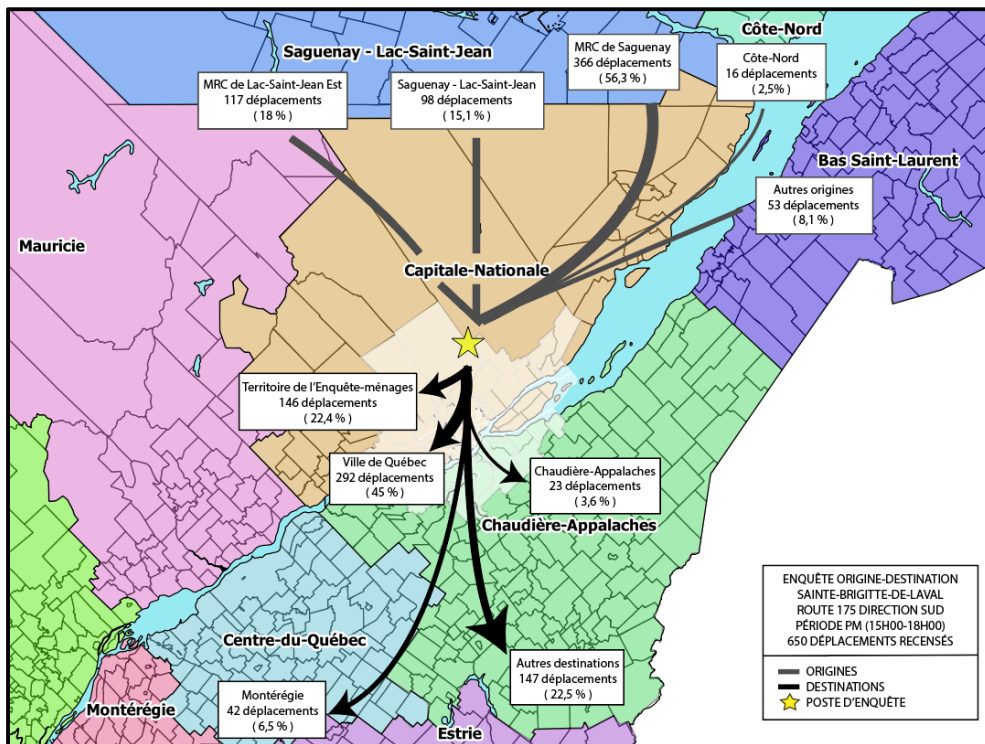 Côte-Nord
Saguenay - Lac-Saint-Jean
MRC de Saguenay
366 déplacements
(56,3 %)
Côte-Nord
16 déplacements
(2,5%)
MRC de Lac-Saint-Jean Est
117 déplacements
( 18 % )
Saguenay - Lac-Saint-Jean
98 déplacements
( 15,1 % )
Bas Saint-Laurent
Autres origines
53 déplacements
( 8,1 % )
Mauricie
Capitale-Nationale
Territoire de l'Enquête-ménages
146 déplacements
( 22,4 % )
Ville de Québec
292 déplacements
( 45 % )
Chaudière-Appalaches
23 déplacements
( 3,6 % )
Chaudière-Appalaches
ENQUÊTE ORIGINE-DESTINATION
SAINTE-BRIGITTE-DE-LAVAL
ROUTE 175 DIRECTION SUD
PÉRIODE PM (15H00-18H00)
650 DÉPLACEMENTS RECENSÉS
ORIGINES
DESTINATIONS
POSTE D'ENQUÊTE
Centre-du-Québec
Autres destinations
147 déplacements
( 22,5 % )
Montérégie
42 déplacements
( 6,5 % )
Montérégie
Estrie